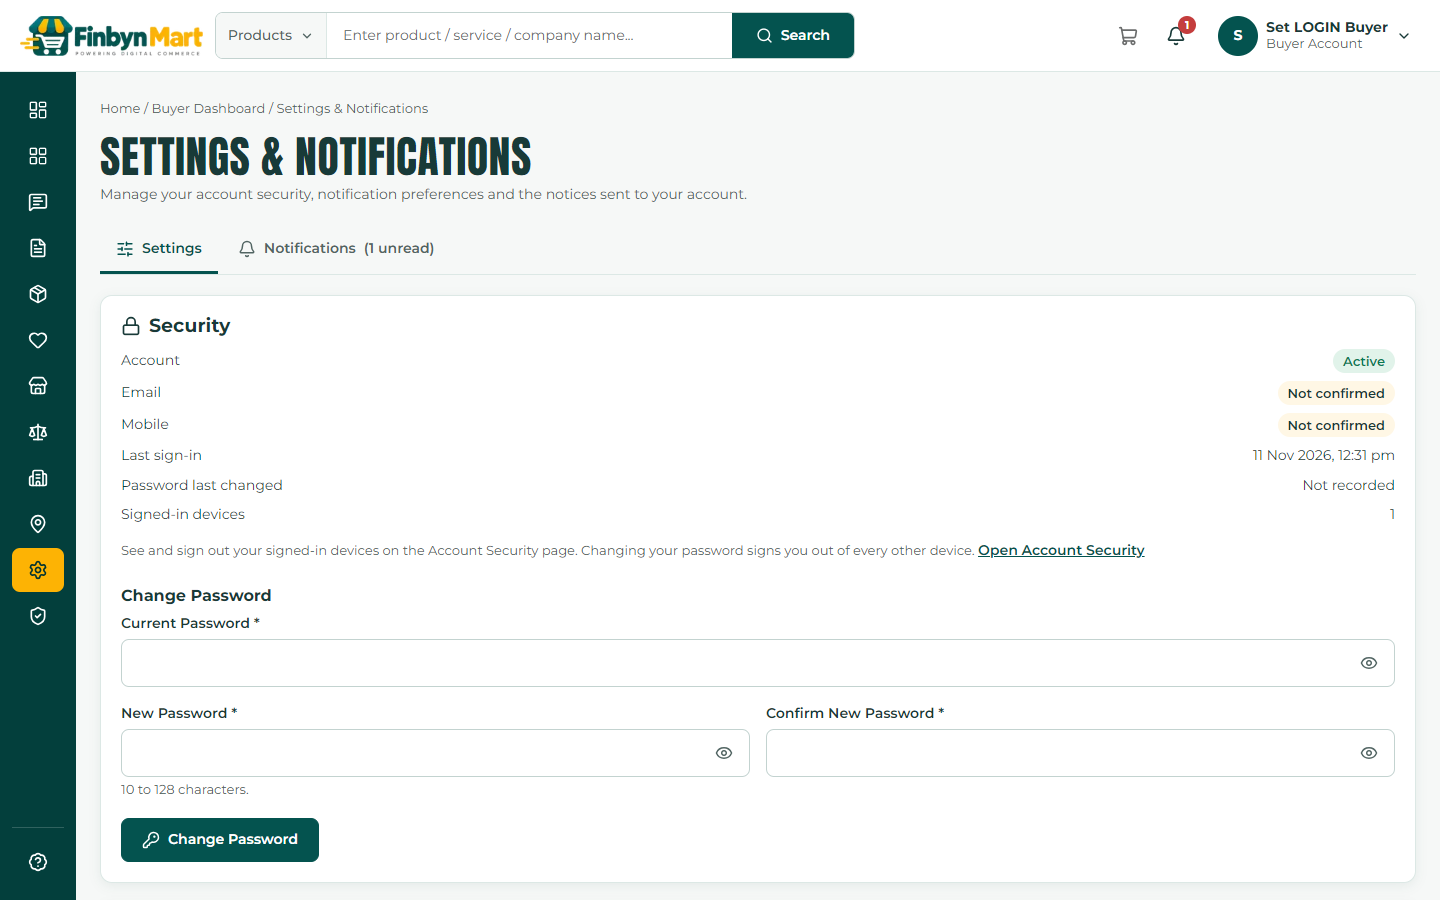 FinbynMart
POWERING DIGITAL COMMERCE
Products
Enter product / service / company name...
Search
1
S
Set LOGIN Buyer
Buyer Account
Home / Buyer Dashboard / Settings & Notifications
SETTINGS & NOTIFICATIONS
Manage your account security, notification preferences and the notices sent to your account.
Settings
Notifications (1 unread)
Security
Account Active
Email Not confirmed
Mobile Not confirmed
Last sign-in 11 Nov 2026, 12:31 pm
Password last changed Not recorded
Signed-in devices 1
See and sign out your signed-in devices on the Account Security page. Changing your password signs you out of every other device. Open Account Security
Change Password
Current Password *
New Password * Confirm New Password *
10 to 128 characters.
Change Password